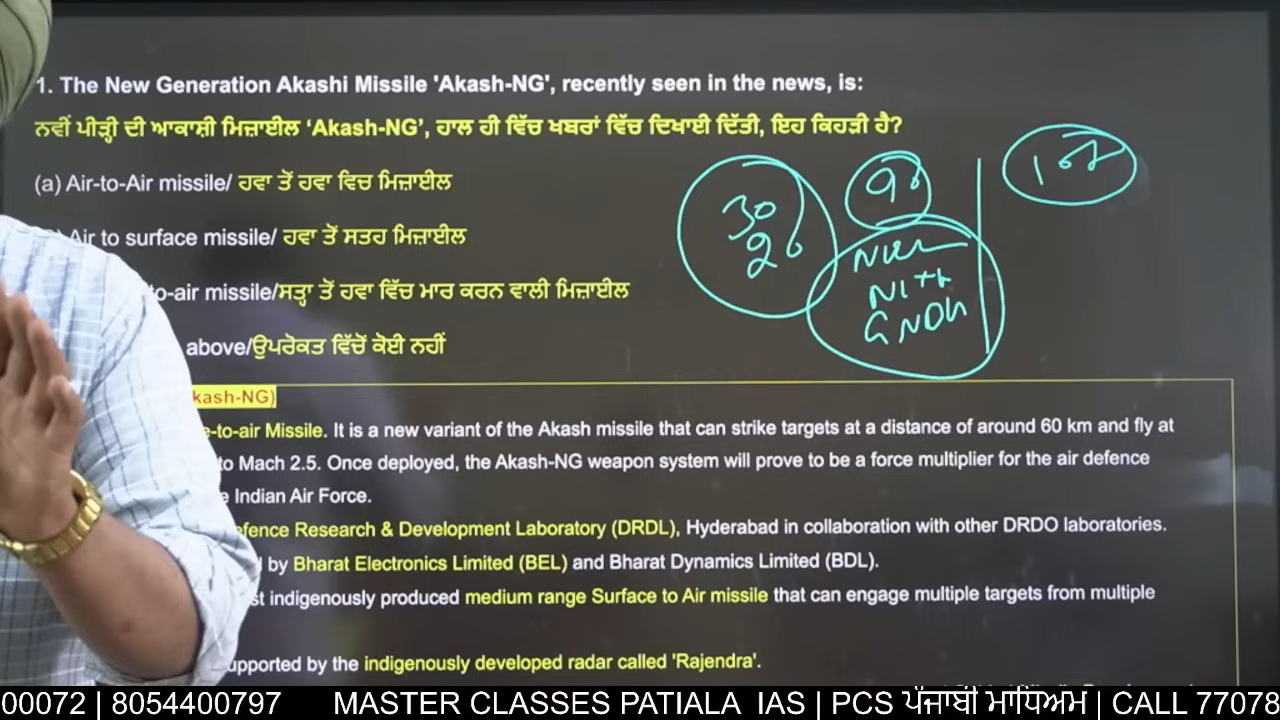 1. The New Generation Akashi Missile 'Akash-NG', recently seen in the news, is:
ਨਵੀਂ ਪੀੜ੍ਹੀ ਦੀ ਆਕਾਸ਼ੀ ਮਿਜ਼ਾਈਲ 'Akash-NG', ਹਾਲ ਹੀ ਵਿੱਚ ਖਬਰਾਂ ਵਿੱਚ ਦਿਖਾਈ ਦਿੱਤੀ, ਇਹ ਕਿਹੜੀ ਹੈ?
(a) Air-to-Air missile/ ਹਵਾ ਤੋਂ ਹਵਾ ਵਿਚ ਮਿਜ਼ਾਈਲ
Air to surface missile/ ਹਵਾ ਤੋਂ ਸਤਹ ਮਿਜ਼ਾਈਲ
o-air missile/ਸਤ੍ਹਾ ਤੋਂ ਹਵਾ ਵਿੱਚ ਮਾਰ ਕਰਨ ਵਾਲੀ ਮਿਜ਼ਾਈਲ
above/ਉਪਰੋਕਤ ਵਿੱਚੋਂ ਕੋਈ ਨਹੀਂ
30
kash-NG)
e-to-air Missile. It is a new variant of the Akash missile that can strike targets at a distance of around 60 km and fly at
to Mach 2.5. Once deployed, the Akash-NG weapon system will prove to be a force multiplier for the air defence
e Indian Air Force.
efence Research & Development Laboratory (DRDL), Hyderabad in collaboration with other DRDO laboratories.
by Bharat Electronics Limited (BEL) and Bharat Dynamics Limited (BDL).
st indigenously produced medium range Surface to Air missile that can engage multiple targets from multiple
upported by the indigenously developed radar called 'Rajendra'.
00072 | 8054400797 MASTER CLASSES PATIALA IAS | PCS ਪੰਜਾਬੀ ਮਾਧਿਅਮ | CALL 77078